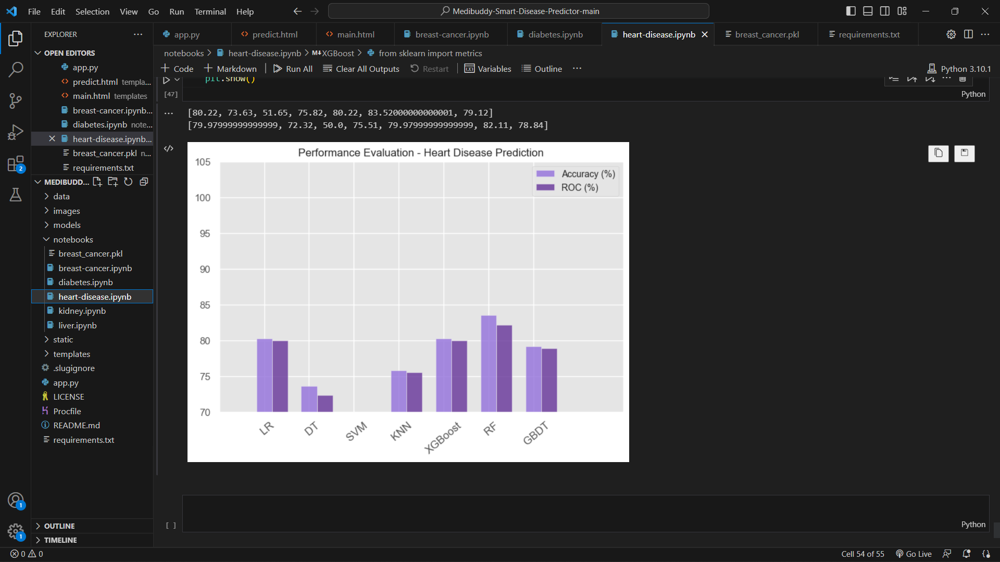 File Edit Selection View Go Run Terminal Help
Medibuddy-Smart-Disease-Predictor-main
EXPLORER
app.py
predict.html
main.html
breast-cancer.ipynb
diabetes.ipynb
heart-disease.ipynb
breast_cancer.pkl
requirements.txt
OPEN EDITORS
app.py
predict.html templa...
main.html templates
breast-cancer.ipynb...
diabetes.ipynb note...
heart-disease.ipynb...
breast_cancer.pkl n...
requirements.txt
MEDIBUDD...
data
images
models
notebooks
breast_cancer.pkl
breast-cancer.ipynb
diabetes.ipynb
heart-disease.ipynb
kidney.ipynb
liver.ipynb
static
templates
.slugignore
app.py
LICENSE
Procfile
README.md
requirements.txt
OUTLINE
TIMELINE
2
1
1
notebooks > heart-disease.ipynb > M↓XGBoost > from sklearn import metrics
+ Code + Markdown Run All Clear All Outputs Restart Variables Outline ...
Python 3.10.1
plt.show()
[47]
Python
[80.22, 73.63, 51.65, 75.82, 80.22, 83.52000000000001, 79.12]
[79.97999999999999, 72.32, 50.0, 75.51, 79.97999999999999, 82.11, 78.84]
Performance Evaluation - Heart Disease Prediction
Accuracy (%)
ROC (%)
105
100
95
90
85
80
75
70
LR DT SVM KNN XGBoost RF GBDT
[ ]
Python
0 0
Cell 54 of 55
Go Live